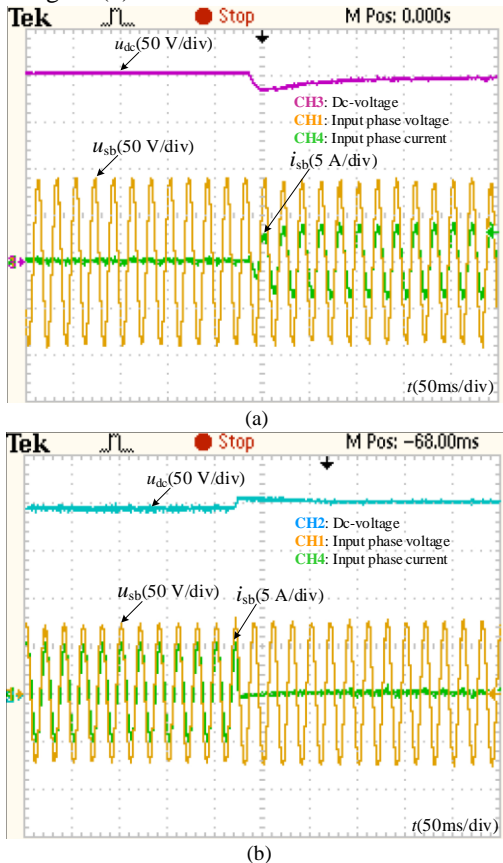 Tek Stop M Pos: 0.000s
u_dc(50 V/div)
CH3: Dc-voltage
CH1: Input phase voltage
CH4: Input phase current
u_sb(50 V/div)
i_sb(5 A/div)
t(50ms/div)
(a)
Tek Stop M Pos: -68.00ms
u_dc(50 V/div)
CH2: Dc-voltage
CH1: Input phase voltage
CH4: Input phase current
u_sb(50 V/div)
i_sb(5 A/div)
t(50ms/div)
(b)